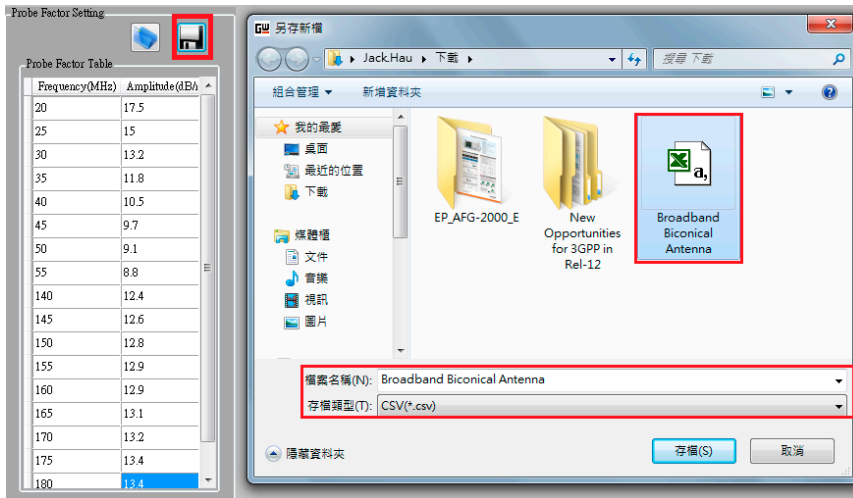 Probe Factor Setting
Probe Factor Table
Frequency(MHz) Amplitude(dB/
20 17.5
25 15
30 13.2
35 11.8
40 10.5
45 9.7
50 9.1
55 8.8
140 12.4
145 12.6
150 12.8
155 12.9
160 12.9
165 13.1
170 13.2
175 13.4
180 13.4
GW 另存新檔
Jack.Hau 下載
搜尋 下載
組合管理 新增資料夾
我的最愛
桌面
最近的位置
下載
媒體櫃
文件
音樂
視訊
圖片
EP_AFG-2000_E
New
Opportunities
for 3GPP in
Rel-12
a,
Broadband
Biconical
Antenna
檔案名稱(N): Broadband Biconical Antenna
存檔類型(T): CSV(*.csv)
隱藏資料夾
存檔(S)
取消